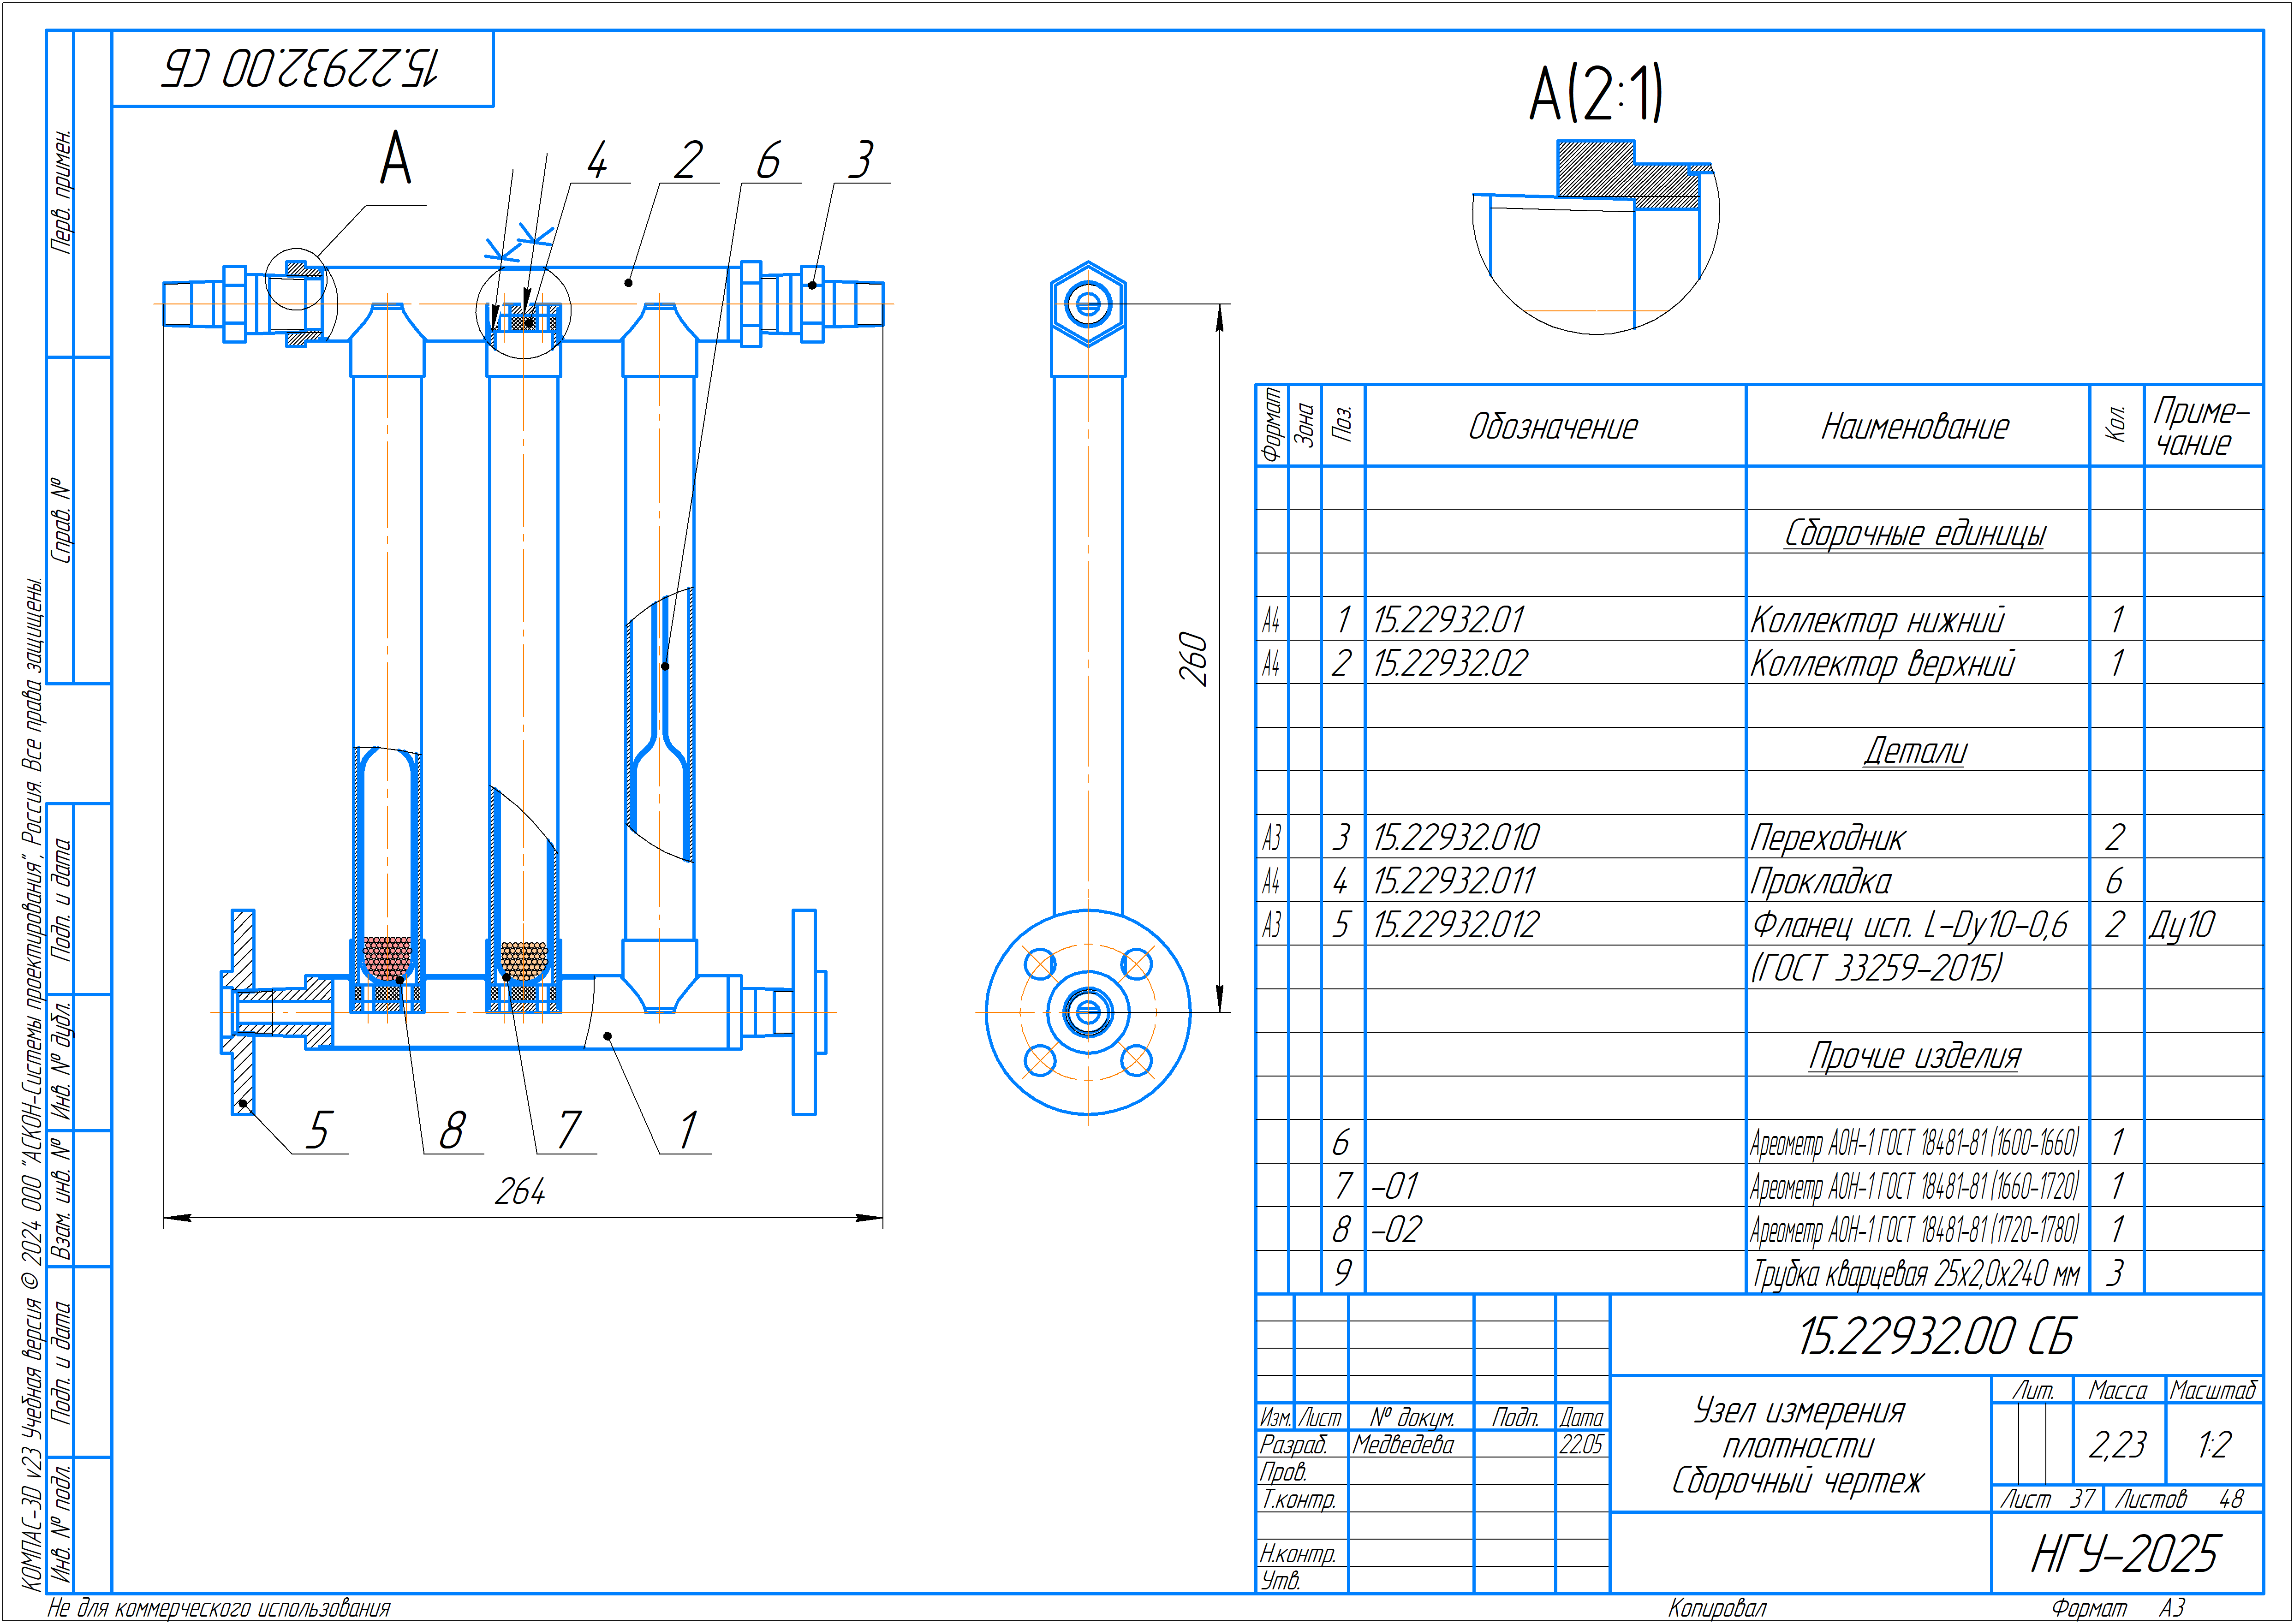 15.22932.00 СБ
А
4
2
6
3
А(2:1)
260
5
8
7
1
264
Формат
Зона
Поз.
Обозначение
Наименование
Кол.
Приме-
чание
Сборочные единицы
А4 1 15.22932.01 Коллектор нижний 1
А4 2 15.22932.02 Коллектор верхний 1
Детали
А3 3 15.22932.010 Переходник 2
А4 4 15.22932.011 Прокладка 6
А3 5 15.22932.012 Фланец исп. L-Dy10-0,6 2 Ду10
(ГОСТ 33259-2015)
Прочие изделия
6 Ареометр АОН-1 ГОСТ 18481-81 (1600-1660) 1
7 -01 Ареометр АОН-1 ГОСТ 18481-81 (1660-1720) 1
8 -02 Ареометр АОН-1 ГОСТ 18481-81 (1720-1780) 1
9 Трубка кварцевая 25х2,0х240 мм 3
15.22932.00 СБ
Узел измерения
плотности
Сборочный чертеж
Лит. Масса Масштаб
2,23 1:2
Лист 37 Листов 48
НГУ-2025
Изм. Лист № докум. Подп. Дата
Разраб. Медведева 22.05
Пров.
Т.контр.
Н.контр.
Утв.
Перв. примен.
Справ. №
Подп. и дата
Инв. № дубл.
Взам. инв. №
Подп. и дата
Инв. № подл.
КОМПАС-3D v23 Учебная версия © 2024 ООО "АСКОН-Системы проектирования", Россия. Все права защищены.
Не для коммерческого использования
Копировал
Формат А3